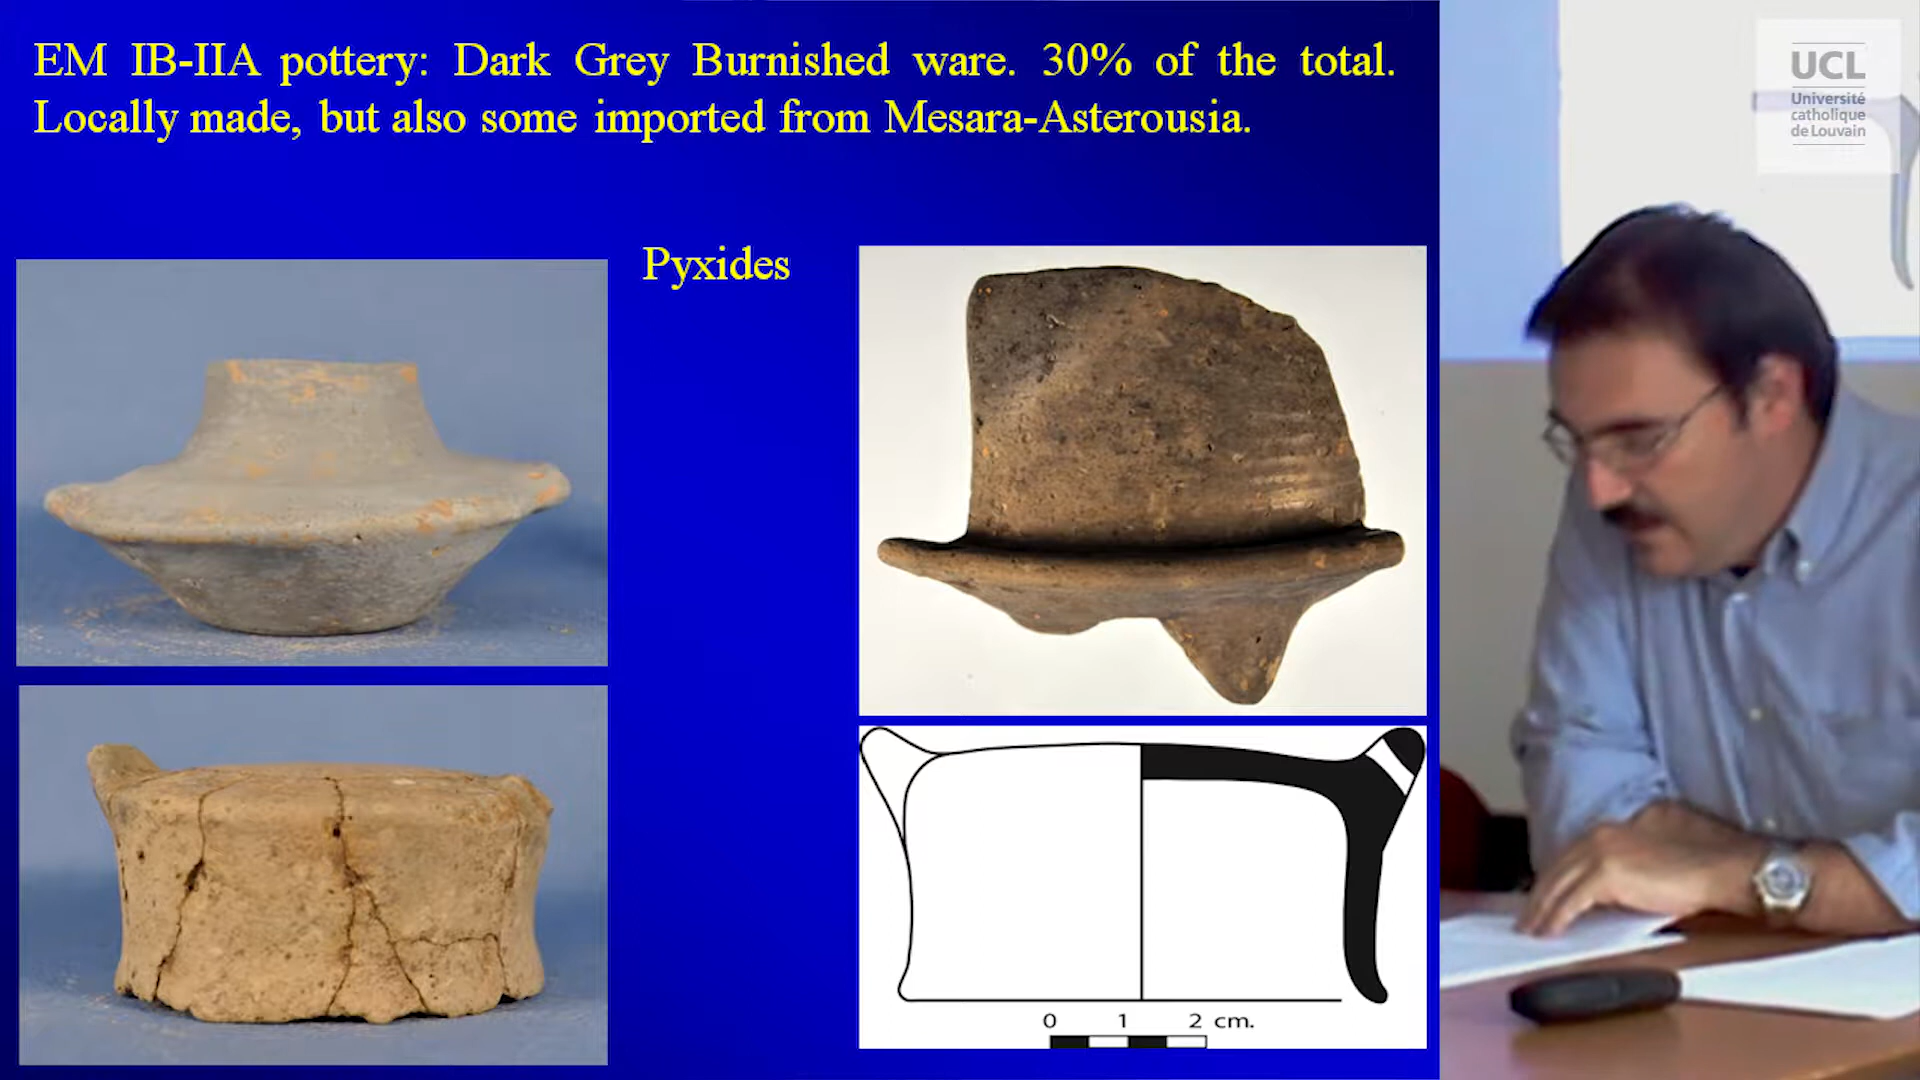 EM IB-IIA pottery: Dark Grey Burnished ware. 30% of the total.
Locally made, but also some imported from Mesara-Asterousia.
Pyxides
0 1 2 cm.
UCL
Université
catholique
de Louvain